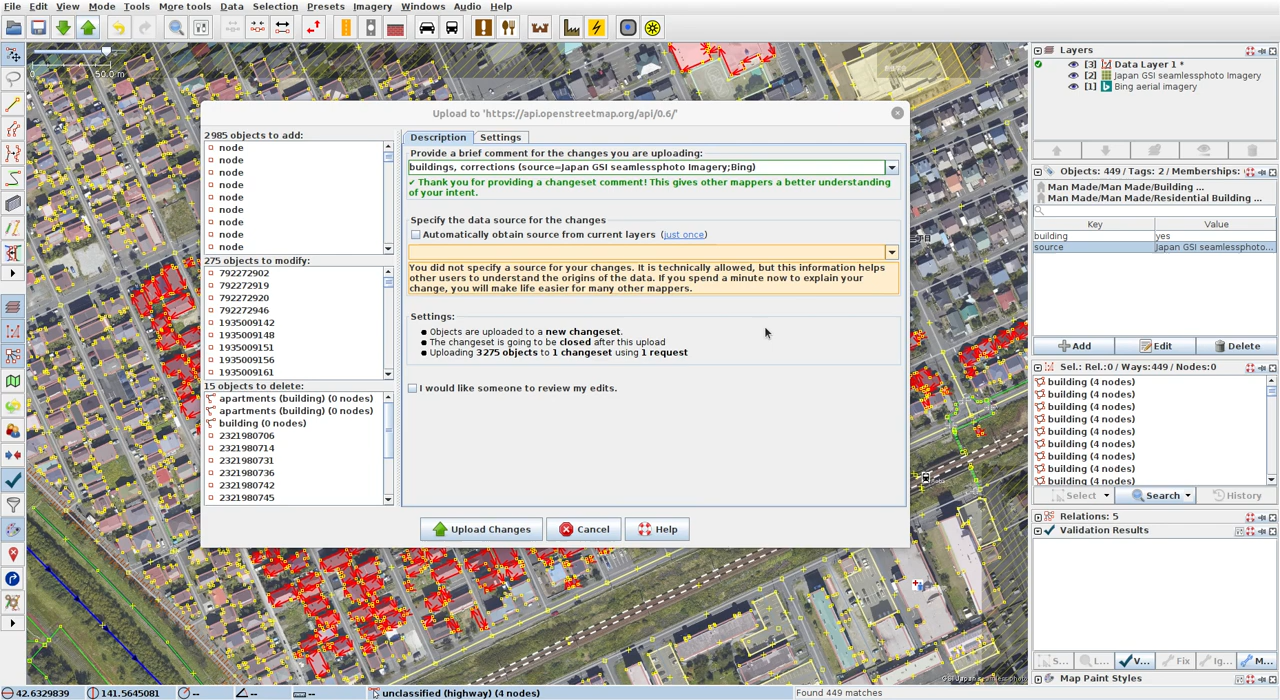 File Edit View Mode Tools More tools Data Selection Presets Imagery Windows Audio Help
0 50.0 m
Upload to 'https://api.openstreetmap.org/api/0.6/'
2985 objects to add:
node
node
node
node
node
node
node
node
node
275 objects to modify:
792272902
792272919
792272920
792272946
1935009142
1935009148
1935009151
1935009156
1935009161
15 objects to delete:
apartments (building) (0 nodes)
apartments (building) (0 nodes)
building (0 nodes)
2321980706
2321980714
2321980731
2321980736
2321980742
2321980745
Description Settings
Provide a brief comment for the changes you are uploading:
buildings, corrections (source=Japan GSI seamlessphoto Imagery;Bing)
✔ Thank you for providing a changeset comment! This gives other mappers a better understanding
of your intent.
Specify the data source for the changes
Automatically obtain source from current layers (just once)
You did not specify a source for your changes. It is technically allowed, but this information helps
other users to understand the origins of the data. If you spend a minute now to explain your
change, you will make life easier for many other mappers.
Settings:
● Objects are uploaded to a new changeset.
● The changeset is going to be closed after this upload
● Uploading 3275 objects to 1 changeset using 1 request
I would like someone to review my edits.
Upload Changes Cancel Help
Layers
[3] Data Layer 1 *
[2] Japan GSI seamlessphoto Imagery
[1] Bing aerial imagery
Objects: 449 / Tags: 2 / Memberships:
Man Made/Man Made/Building ...
Man Made/Man Made/Residential Building ...
Key Value
building yes
source Japan GSI seamlessphoto...
Add Edit Delete
Sel.: Rel.:0 / Ways:449 / Nodes:0
building (4 nodes)
building (4 nodes)
building (4 nodes)
building (4 nodes)
building (4 nodes)
building (4 nodes)
building (4 nodes)
building (4 nodes)
building (4 nodes)
Select Search History
Relations: 5
Validation Results
S... L... V... Fix Ig... M...
Map Paint Styles
42.6329839 141.5645081 -- -- -- unclassified (highway) (4 nodes) Found 449 matches